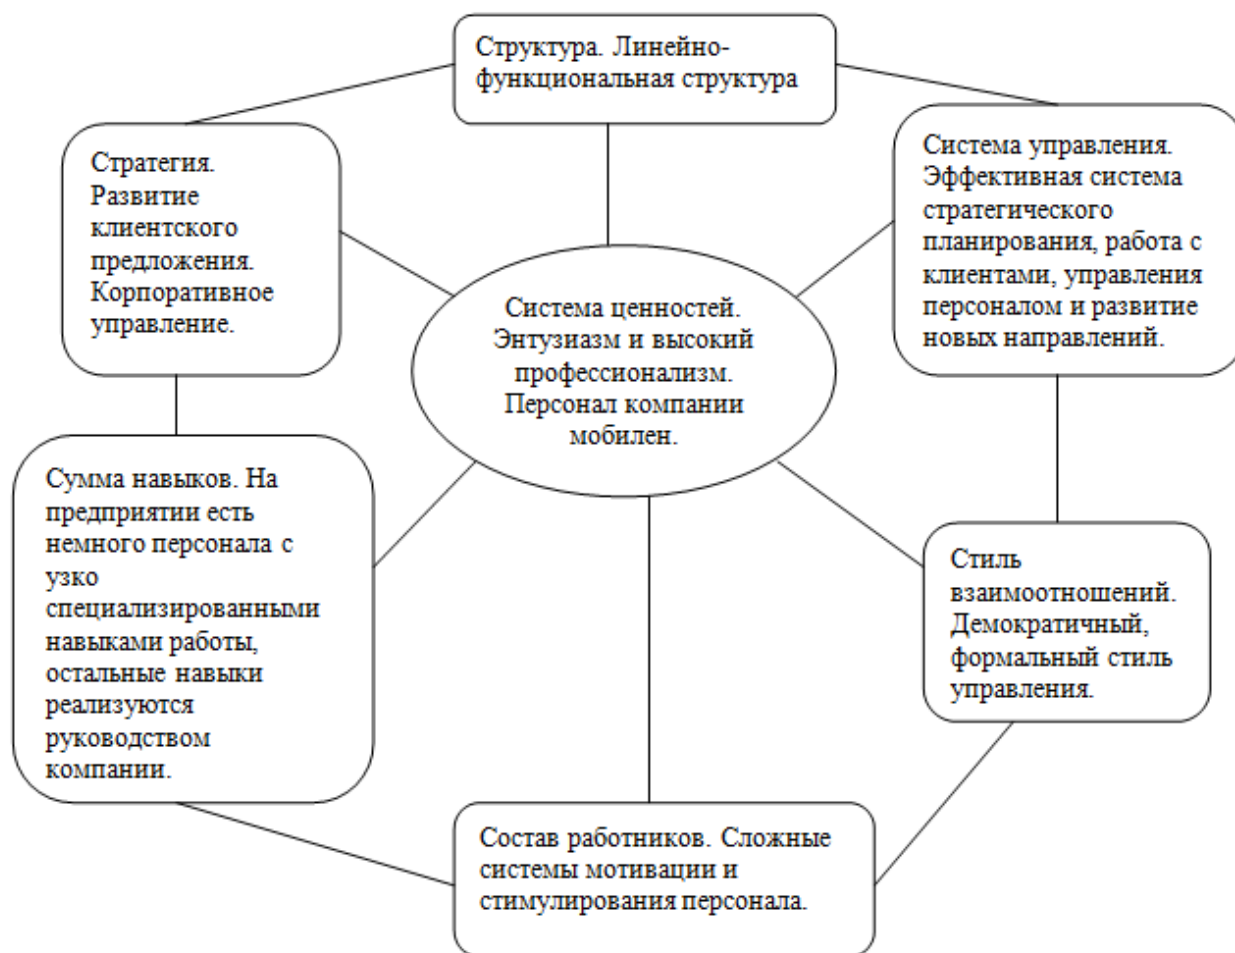 Структура. Линейно-
функциональная структура
Стратегия.
Развитие
клиентского
предложения.
Корпоративное
управление.
Система управления.
Эффективная система
стратегического
планирования, работа с
клиентами, управления
персоналом и развитие
новых направлений.
Система ценностей.
Энтузиазм и высокий
профессионализм.
Персонал компании
мобилен.
Сумма навыков. На
предприятии есть
немного персонала с
узко
специализированными
навыками работы,
остальные навыки
реализуются
руководством
компании.
Стиль
взаимоотношений.
Демократичный,
формальный стиль
управления.
Состав работников. Сложные
системы мотивации и
стимулирования персонала.